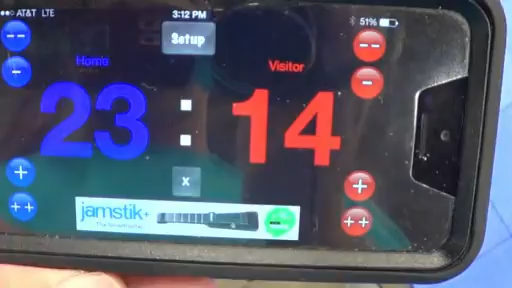 AT&T LTE
3:12 PM
51%
Setup
Home
Visitor
23 : 14
x
jamstik+